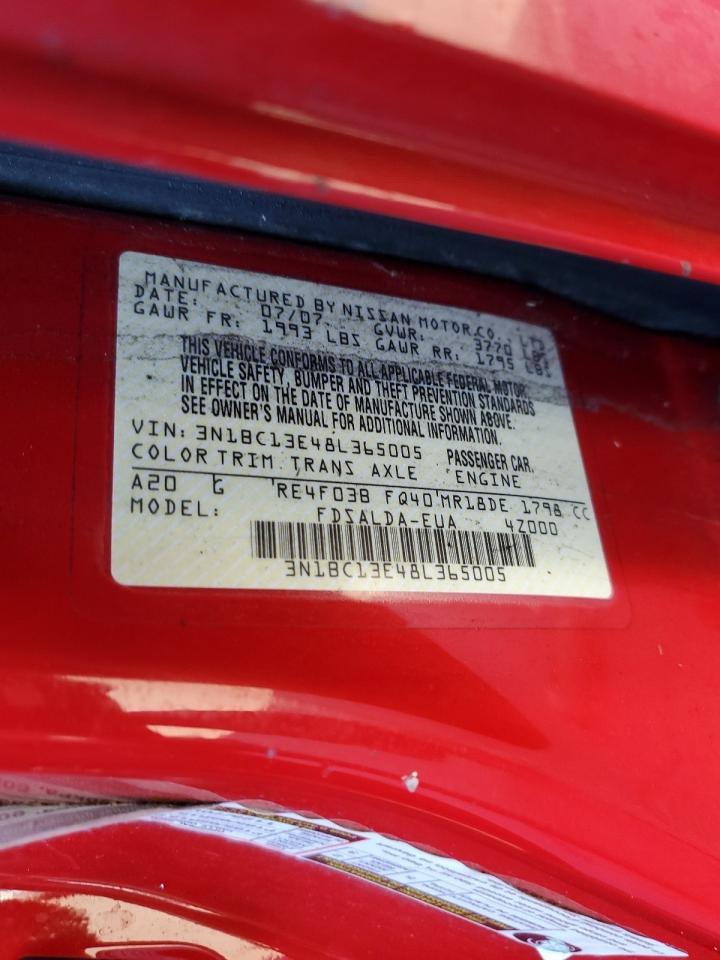 MANUFACTURED BY NISSAN MOTOR CO., LTD.
DATE: 07/07 GVWR: 3770 LBS
GAWR FR: 1993 LBS GAWR RR: 1795 LBS
THIS VEHICLE CONFORMS TO ALL APPLICABLE FEDERAL MOTOR
VEHICLE SAFETY, BUMPER AND THEFT PREVENTION STANDARDS
IN EFFECT ON THE DATE OF MANUFACTURE SHOWN ABOVE.
SEE OWNER'S MANUAL FOR ADDITIONAL INFORMATION.
VIN: 3N1BC13E48L365005 PASSENGER CAR.
COLOR TRIM TRANS AXLE ENGINE
A20 G RE4F03B FQ40 MR18DE 1798 CC
MODEL: FDSALDA-EUA 4Z000
3N1BC13E48L365005